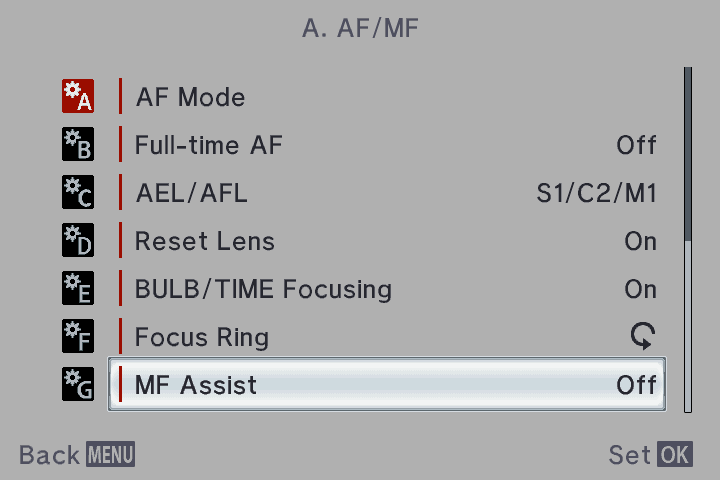 A. AF/MF
A AF Mode
B Full-time AF Off
C AEL/AFL S1/C2/M1
D Reset Lens On
E BULB/TIME Focusing On
F Focus Ring
G MF Assist Off
Back MENU Set OK